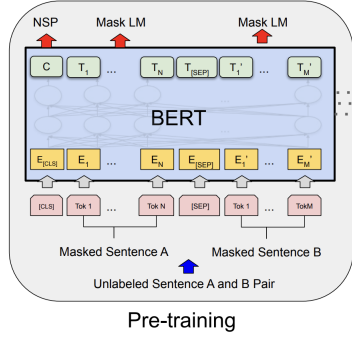 NSP Mask LM Mask LM
C T1 ... TN T[SEP] T1' ... TM'
BERT
E[CLS] E1 ... EN E[SEP] E1' ... EM'
[CLS] Tok 1 ... Tok N [SEP] Tok 1 ... TokM
Masked Sentence A Masked Sentence B
Unlabeled Sentence A and B Pair
Pre-training